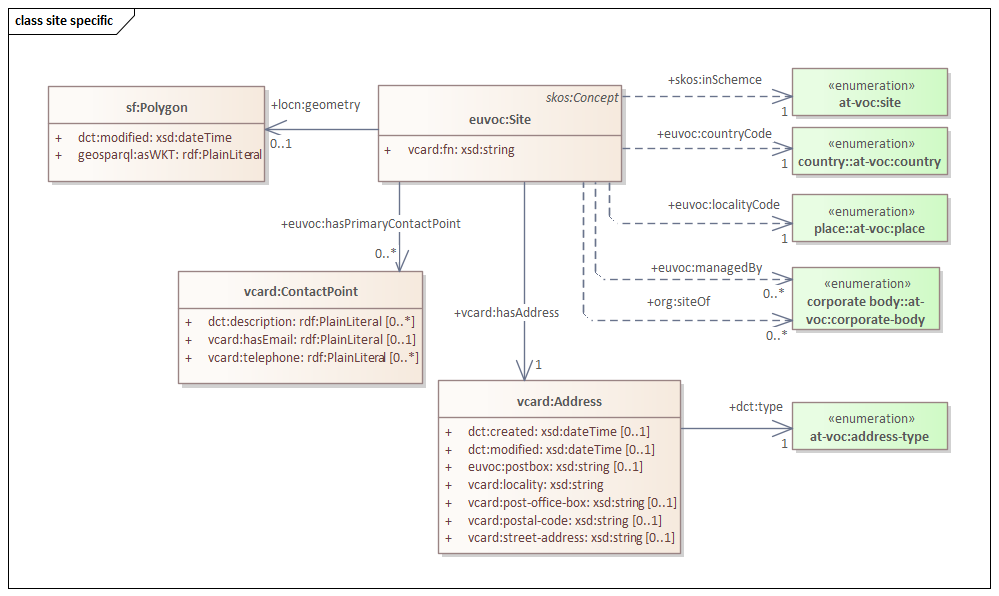 class site specific
sf:Polygon
+ dct:modified: xsd:dateTime
+ geosparql:asWKT: rdf:PlainLiteral
+locn:geometry
0..1
skos:Concept
euvoc:Site
+ vcard:fn: xsd:string
+skos:inSchemce
1
«enumeration»
at-voc:site
+euvoc:countryCode
1
«enumeration»
country::at-voc:country
+euvoc:localityCode
1
«enumeration»
place::at-voc:place
+euvoc:managedBy
0..*
+org:siteOf
0..*
«enumeration»
corporate body::at-
voc:corporate-body
+euvoc:hasPrimaryContactPoint
0..*
vcard:ContactPoint
+ dct:description: rdf:PlainLiteral [0..*]
+ vcard:hasEmail: rdf:PlainLiteral [0..1]
+ vcard:telephone: rdf:PlainLiteral [0..*]
+vcard:hasAddress
1
vcard:Address
+ dct:created: xsd:dateTime [0..1]
+ dct:modified: xsd:dateTime [0..1]
+ euvoc:postbox: xsd:string [0..1]
+ vcard:locality: xsd:string
+ vcard:post-office-box: xsd:string [0..1]
+ vcard:postal-code: xsd:string [0..1]
+ vcard:street-address: xsd:string [0..1]
+dct:type
1
«enumeration»
at-voc:address-type